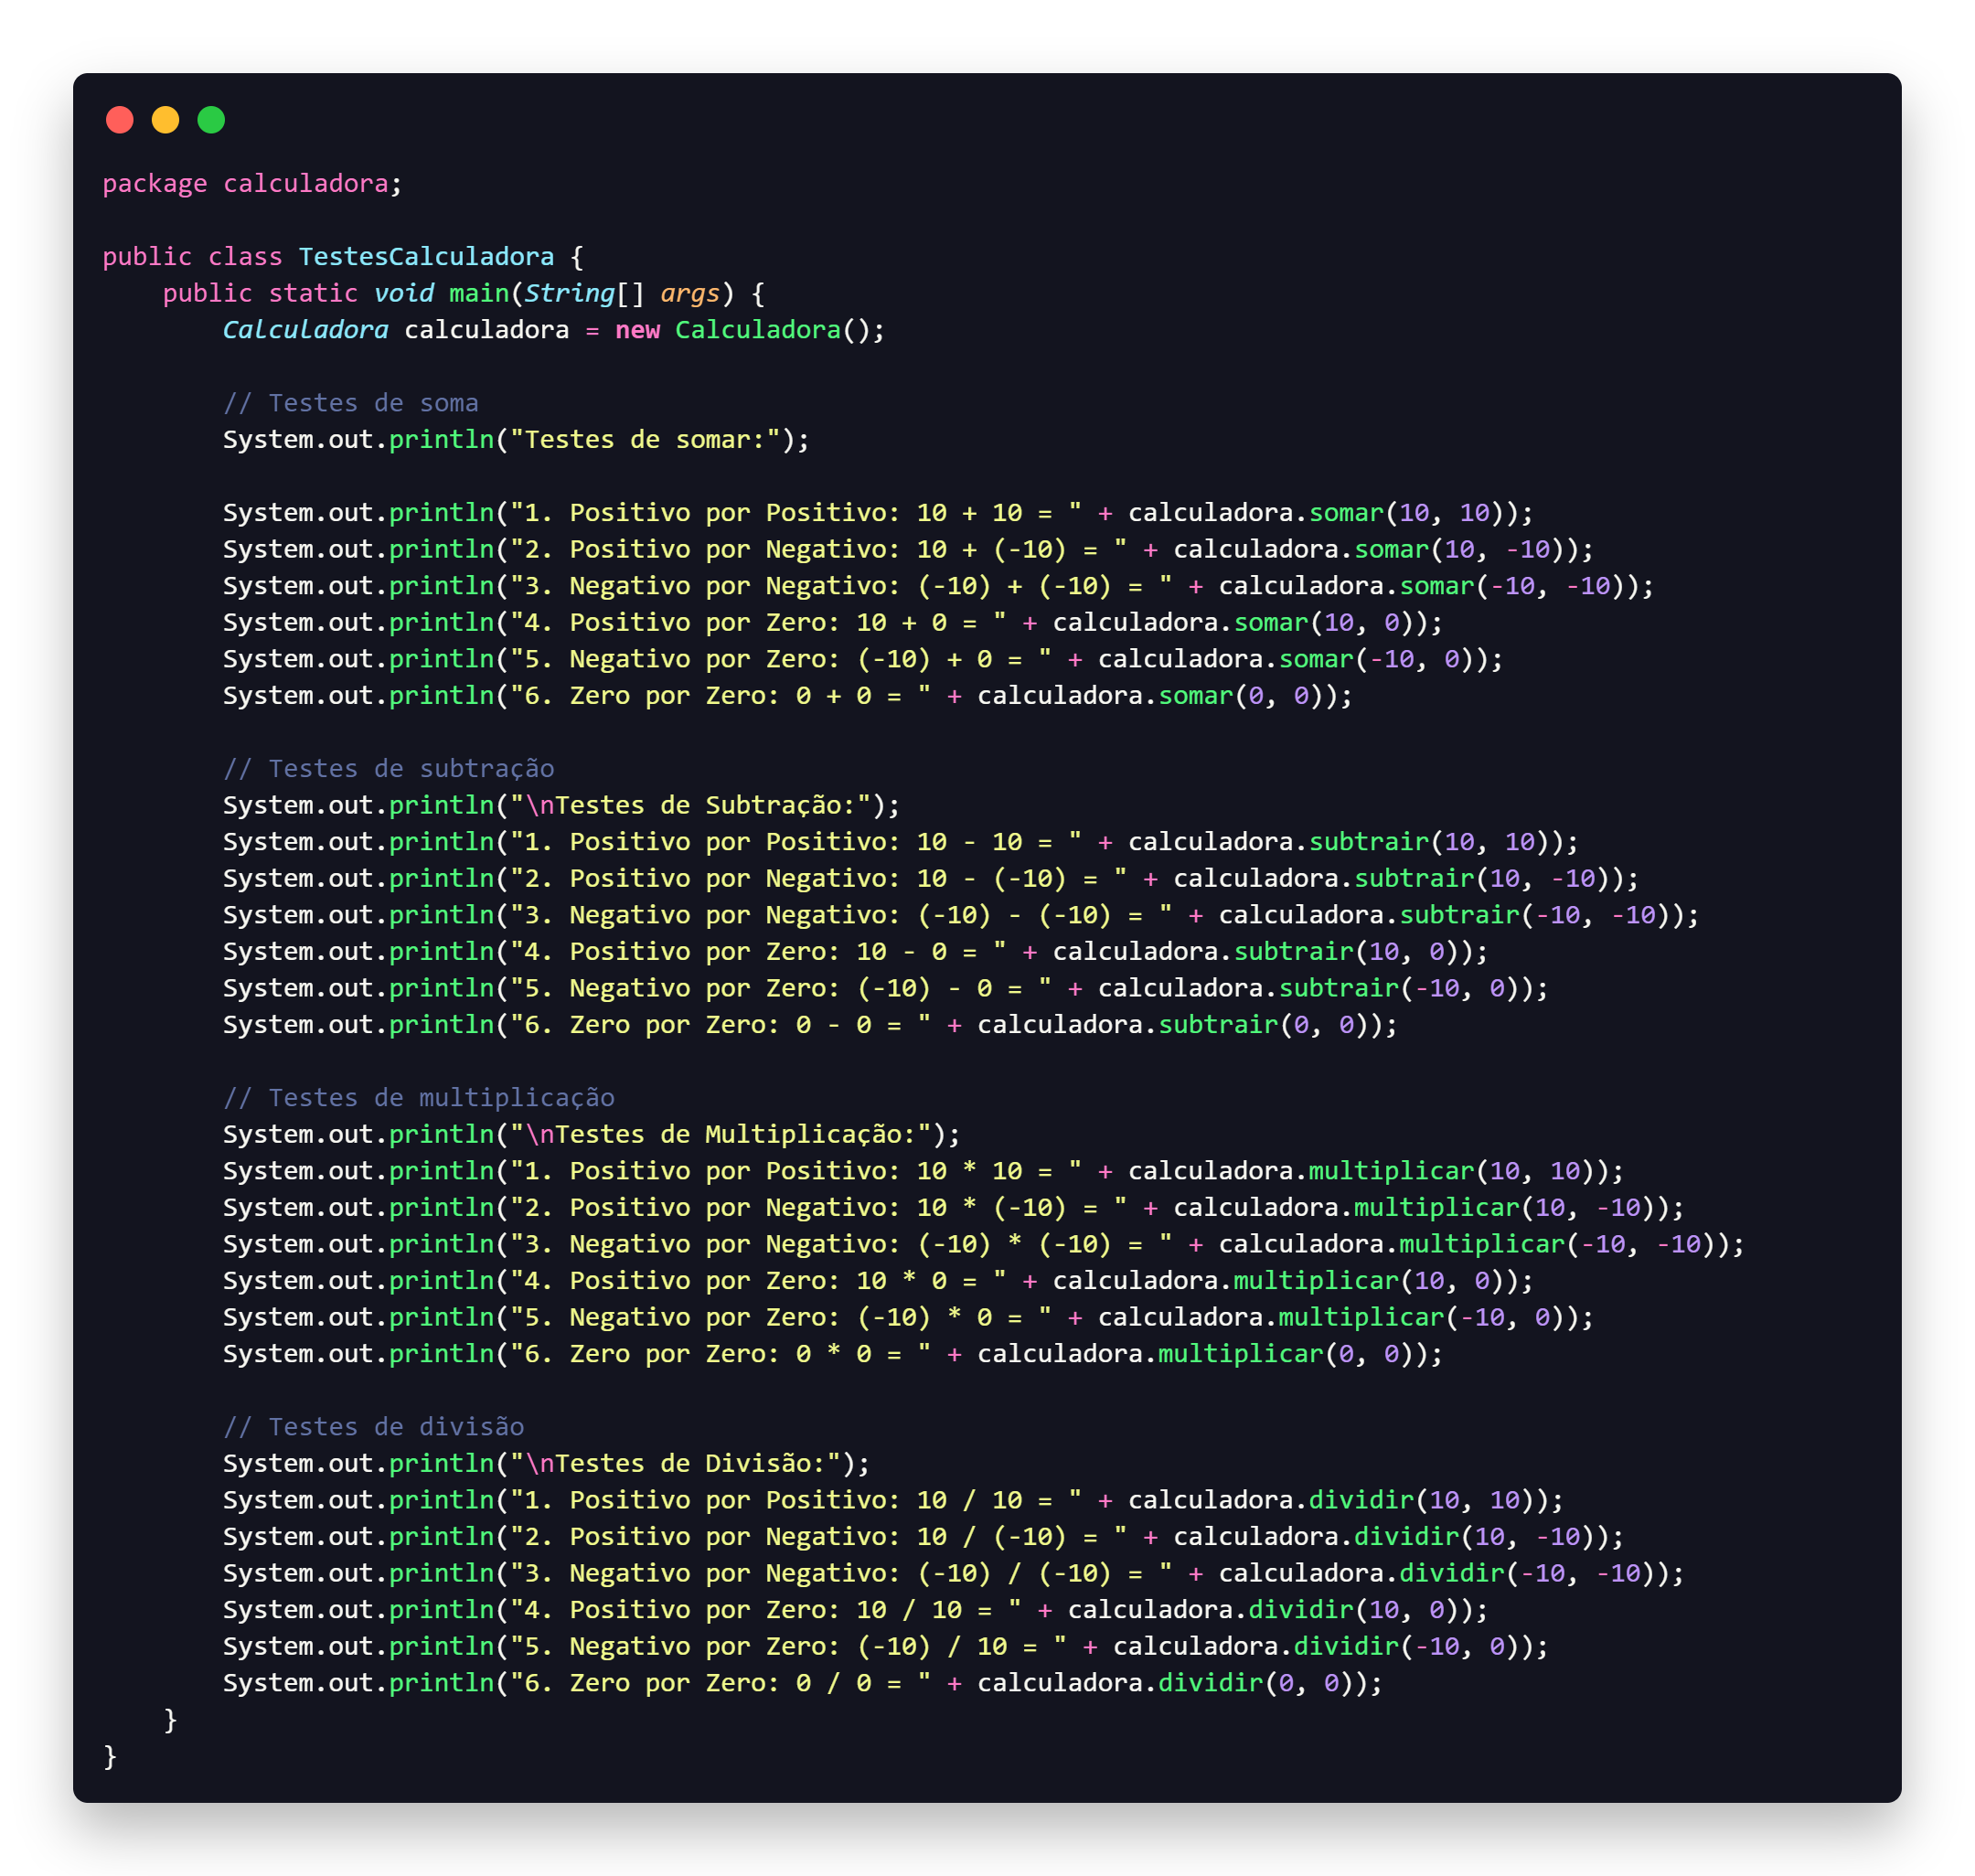 package calculadora;
public class TestesCalculadora {
public static void main(String[] args) {
Calculadora calculadora = new Calculadora();
// Testes de soma
System.out.println("Testes de somar:");
System.out.println("1. Positivo por Positivo: 10 + 10 = " + calculadora.somar(10, 10));
System.out.println("2. Positivo por Negativo: 10 + (-10) = " + calculadora.somar(10, -10));
System.out.println("3. Negativo por Negativo: (-10) + (-10) = " + calculadora.somar(-10, -10));
System.out.println("4. Positivo por Zero: 10 + 0 = " + calculadora.somar(10, 0));
System.out.println("5. Negativo por Zero: (-10) + 0 = " + calculadora.somar(-10, 0));
System.out.println("6. Zero por Zero: 0 + 0 = " + calculadora.somar(0, 0));
// Testes de subtração
System.out.println("\nTestes de Subtração:");
System.out.println("1. Positivo por Positivo: 10 - 10 = " + calculadora.subtrair(10, 10));
System.out.println("2. Positivo por Negativo: 10 - (-10) = " + calculadora.subtrair(10, -10));
System.out.println("3. Negativo por Negativo: (-10) - (-10) = " + calculadora.subtrair(-10, -10));
System.out.println("4. Positivo por Zero: 10 - 0 = " + calculadora.subtrair(10, 0));
System.out.println("5. Negativo por Zero: (-10) - 0 = " + calculadora.subtrair(-10, 0));
System.out.println("6. Zero por Zero: 0 - 0 = " + calculadora.subtrair(0, 0));
// Testes de multiplicação
System.out.println("\nTestes de Multiplicação:");
System.out.println("1. Positivo por Positivo: 10 * 10 = " + calculadora.multiplicar(10, 10));
System.out.println("2. Positivo por Negativo: 10 * (-10) = " + calculadora.multiplicar(10, -10));
System.out.println("3. Negativo por Negativo: (-10) * (-10) = " + calculadora.multiplicar(-10, -10));
System.out.println("4. Positivo por Zero: 10 * 0 = " + calculadora.multiplicar(10, 0));
System.out.println("5. Negativo por Zero: (-10) * 0 = " + calculadora.multiplicar(-10, 0));
System.out.println("6. Zero por Zero: 0 * 0 = " + calculadora.multiplicar(0, 0));
// Testes de divisão
System.out.println("\nTestes de Divisão:");
System.out.println("1. Positivo por Positivo: 10 / 10 = " + calculadora.dividir(10, 10));
System.out.println("2. Positivo por Negativo: 10 / (-10) = " + calculadora.dividir(10, -10));
System.out.println("3. Negativo por Negativo: (-10) / (-10) = " + calculadora.dividir(-10, -10));
System.out.println("4. Positivo por Zero: 10 / 10 = " + calculadora.dividir(10, 0));
System.out.println("5. Negativo por Zero: (-10) / 10 = " + calculadora.dividir(-10, 0));
System.out.println("6. Zero por Zero: 0 / 0 = " + calculadora.dividir(0, 0));
}
}